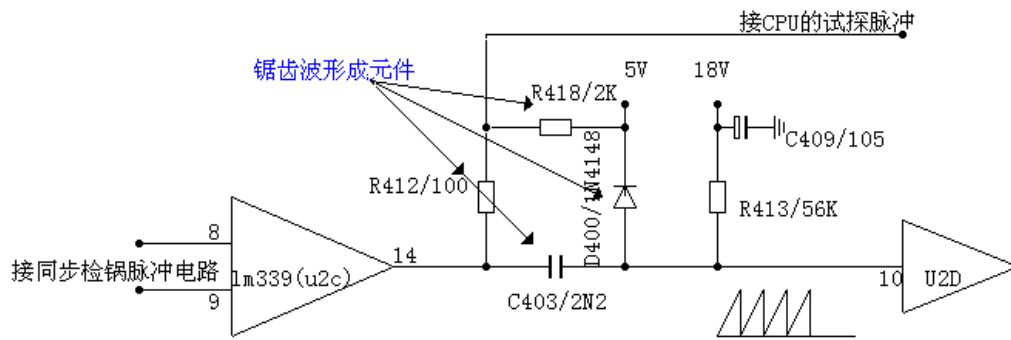 接CPU的试探脉冲
锯齿波形成元件
5V
18V
R418/2K
C409/105
D400/1N4148
R412/100
R413/56K
8
14
接同步检锅脉冲电路
lm339(u2c)
9
C403/2N2
10
U2D